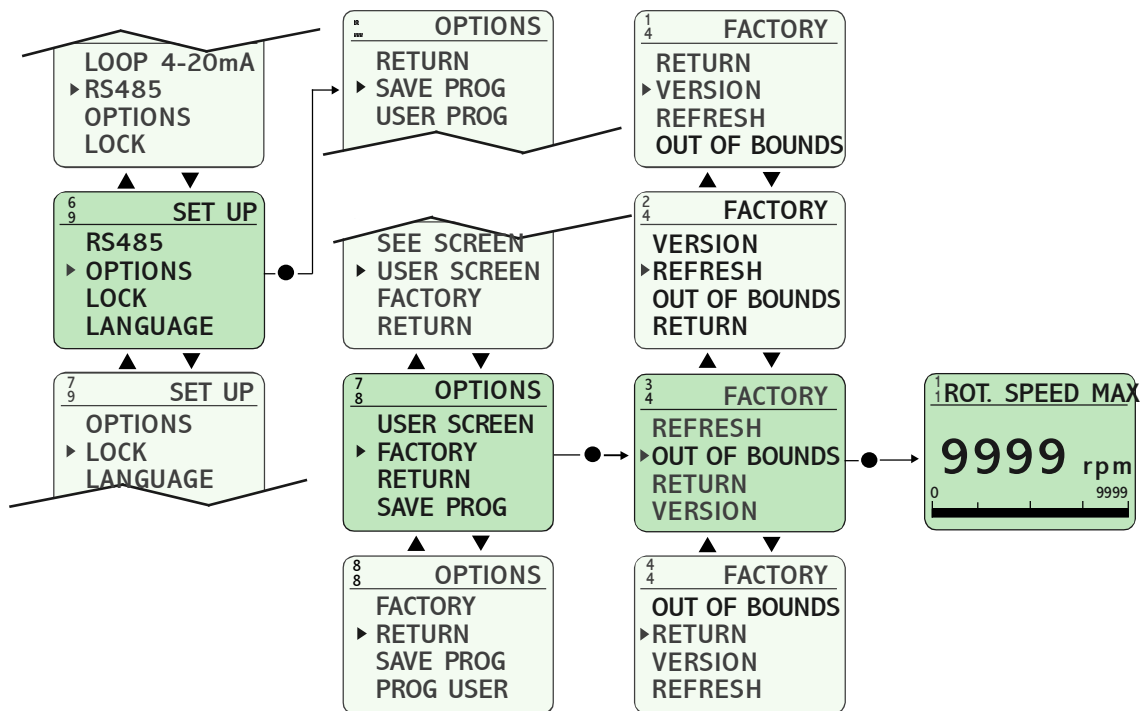 LOOP 4-20mA
RS485
OPTIONS
LOCK
6
9
SET UP
RS485
OPTIONS
LOCK
LANGUAGE
7
9
SET UP
OPTIONS
LOCK
LANGUAGE
OPTIONS
RETURN
SAVE PROG
USER PROG
SEE SCREEN
USER SCREEN
FACTORY
RETURN
7
8
OPTIONS
USER SCREEN
FACTORY
RETURN
SAVE PROG
8
8
OPTIONS
FACTORY
RETURN
SAVE PROG
PROG USER
1
4
FACTORY
RETURN
VERSION
REFRESH
OUT OF BOUNDS
2
4
FACTORY
VERSION
REFRESH
OUT OF BOUNDS
RETURN
3
4
FACTORY
REFRESH
OUT OF BOUNDS
RETURN
VERSION
4
4
FACTORY
OUT OF BOUNDS
RETURN
VERSION
REFRESH
1
1
ROT. SPEED MAX
9999 rpm
0 9999